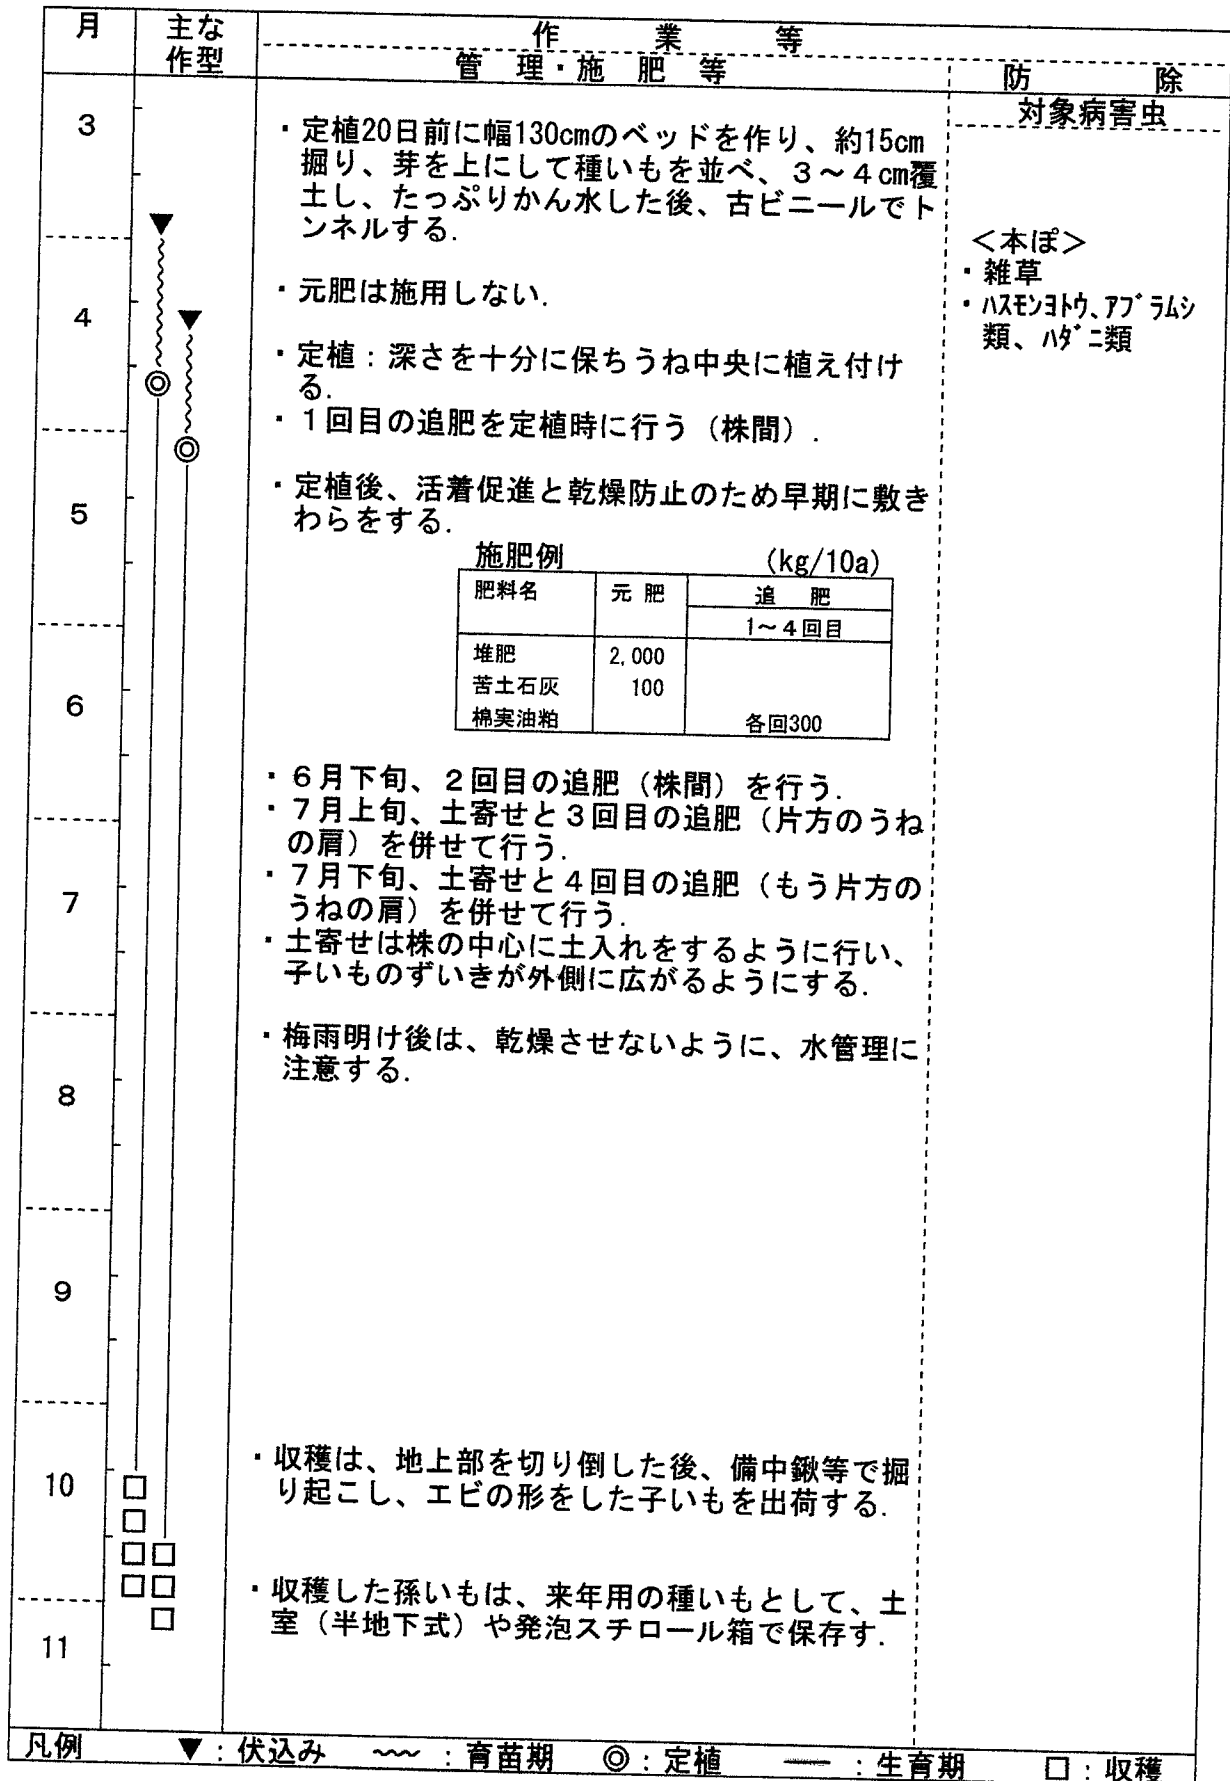 月
主な
作型
作 業 等
管 理・施 肥 等
防 除
対象病害虫
3
・定植20日前に幅130cmのベッドを作り、約15cm
掘り、芽を上にして種いもを並べ、３～４cm覆
土し、たっぷりかん水した後、古ビニールでト
ンネルする.
＜本ぽ＞
・雑草
・ﾊｽﾓﾝﾖﾄｳ、ｱﾌﾞﾗﾑｼ
類、ﾊﾀﾞﾆ類
・元肥は施用しない.
4
・定植：深さを十分に保ちうね中央に植え付け
る.
・１回目の追肥を定植時に行う（株間）.
・定植後、活着促進と乾燥防止のため早期に敷き
わらをする.
5
施肥例 (kg/10a)
肥料名 元 肥 追 肥
1～４回目
堆肥 2,000
苦土石灰 100
棉実油粕 各回300
6
・６月下旬、２回目の追肥（株間）を行う.
・７月上旬、土寄せと３回目の追肥（片方のうね
の肩）を併せて行う.
・７月下旬、土寄せと４回目の追肥（もう片方の
うねの肩）を併せて行う.
7
・土寄せは株の中心に土入れをするように行い、
子いものずいきが外側に広がるようにする.
・梅雨明け後は、乾燥させないように、水管理に
注意する.
8
9
10
・収穫は、地上部を切り倒した後、備中鍬等で掘
り起こし、エビの形をした子いもを出荷する.
・収穫した孫いもは、来年用の種いもとして、土
室（半地下式）や発泡スチロール箱で保存す.
11
凡例 ▼：伏込み 〜〜：育苗期 ◎：定植 ―：生育期 □：収穫